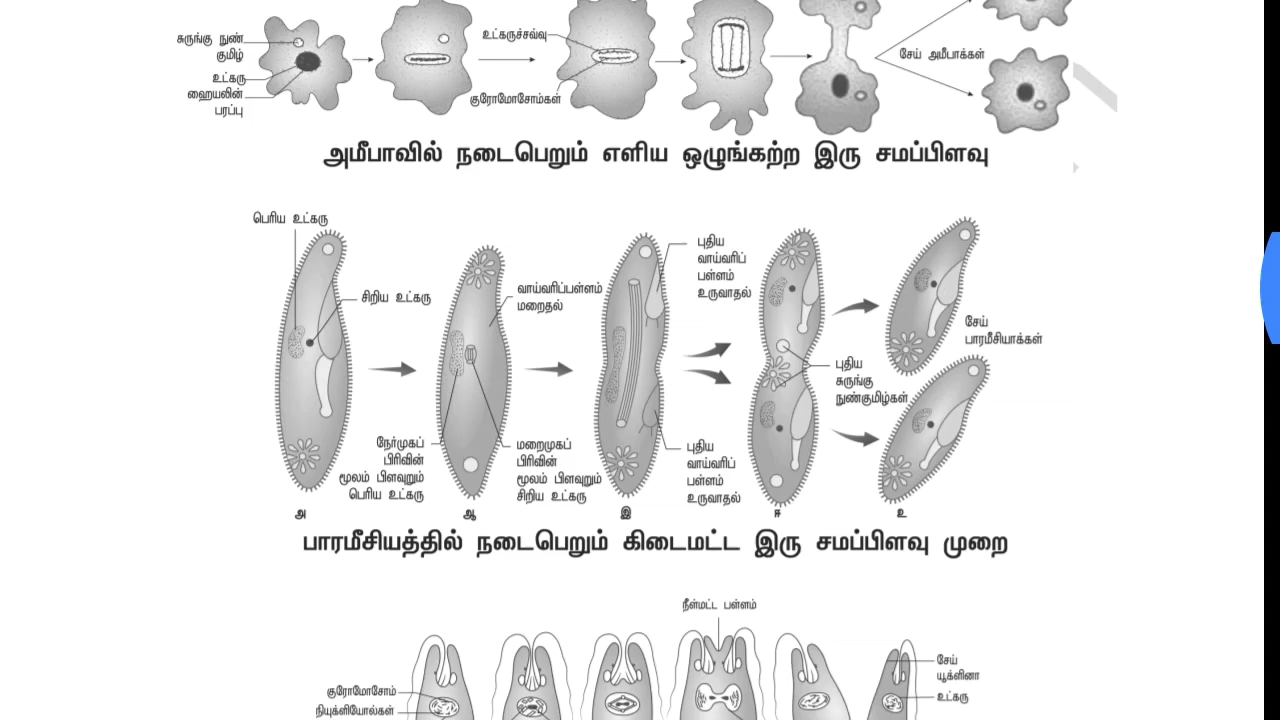 சுருங்கு நுண்
குமிழ்
உட்கரு
ஹையலின்
பரப்பு
உட்கருச்சவ்வு
குரோமோசோம்கள்
சேய் அமீபாக்கள்
அமீபாவில் நடைபெறும் எளிய ஒழுங்கற்ற இரு சமப்பிளவு
பெரிய உட்கரு
சிறிய உட்கரு
வாய்வரிப்பள்ளம்
மறைதல்
புதிய
வாய்வரிப்
பள்ளம்
உருவாதல்
சேய்
பாரமீசியாக்கள்
புதிய
சுருங்கு
நுண்குமிழ்கள்
நேர்முகப்
பிரிவின்
மூலம் பிளவுறும்
பெரிய உட்கரு
மறைமுகப்
பிரிவின்
மூலம் பிளவுறும்
சிறிய உட்கரு
புதிய
வாய்வரிப்
பள்ளம்
உருவாதல்
அ ஆ இ ஈ உ
பாரமீசியத்தில் நடைபெறும் கிடைமட்ட இரு சமப்பிளவு முறை
நீள்மட்ட பள்ளம்
சேய்
யூக்ளினா
உட்கரு
குரோமோசோம்
நியுக்ளியோல்கள்